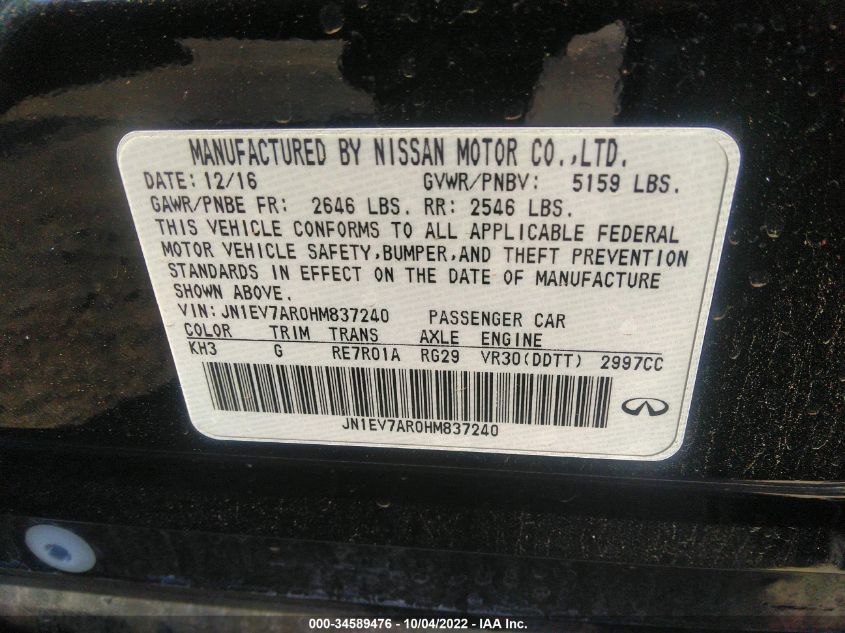 MANUFACTURED BY NISSAN MOTOR CO.,LTD.
DATE: 12/16 GVWR/PNBV: 5159 LBS.
GAWR/PNBE FR: 2646 LBS. RR: 2546 LBS.
THIS VEHICLE CONFORMS TO ALL APPLICABLE FEDERAL
MOTOR VEHICLE SAFETY,BUMPER,AND THEFT PREVENTION
STANDARDS IN EFFECT ON THE DATE OF MANUFACTURE
SHOWN ABOVE.
VIN: JN1EV7AR0HM837240 PASSENGER CAR
COLOR TRIM TRANS AXLE ENGINE
KH3 G RE7R01A RG29 VR30(DDTT) 2997CC
JN1EV7AR0HM837240
000-34589476 - 10/04/2022 - IAA Inc.